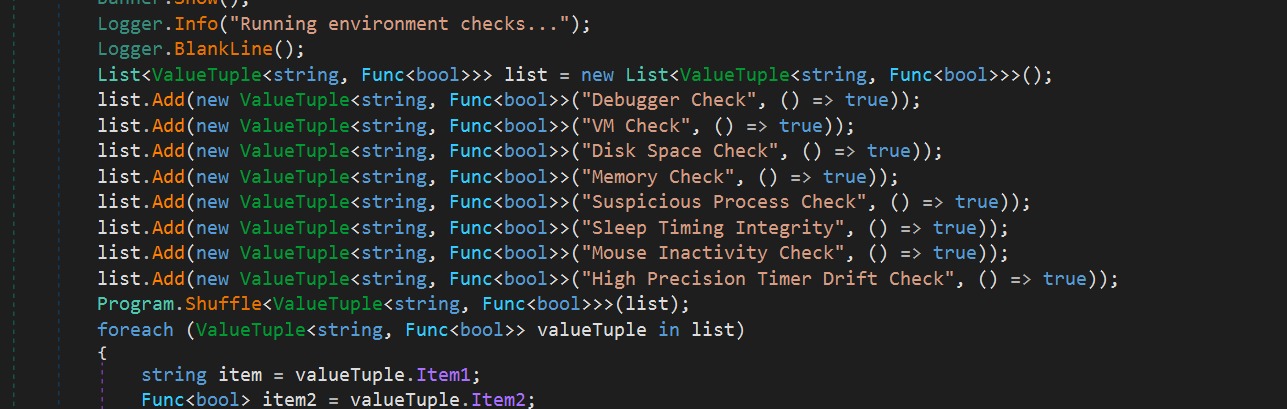 Banner.Show();
Logger.Info("Running environment checks...");
Logger.BlankLine();
List<ValueTuple<string, Func<bool>>> list = new List<ValueTuple<string, Func<bool>>>();
list.Add(new ValueTuple<string, Func<bool>>("Debugger Check", () => true));
list.Add(new ValueTuple<string, Func<bool>>("VM Check", () => true));
list.Add(new ValueTuple<string, Func<bool>>("Disk Space Check", () => true));
list.Add(new ValueTuple<string, Func<bool>>("Memory Check", () => true));
list.Add(new ValueTuple<string, Func<bool>>("Suspicious Process Check", () => true));
list.Add(new ValueTuple<string, Func<bool>>("Sleep Timing Integrity", () => true));
list.Add(new ValueTuple<string, Func<bool>>("Mouse Inactivity Check", () => true));
list.Add(new ValueTuple<string, Func<bool>>("High Precision Timer Drift Check", () => true));
Program.Shuffle<ValueTuple<string, Func<bool>>>(list);
foreach (ValueTuple<string, Func<bool>> valueTuple in list)
{
string item = valueTuple.Item1;
Func<bool> item2 = valueTuple.Item2;